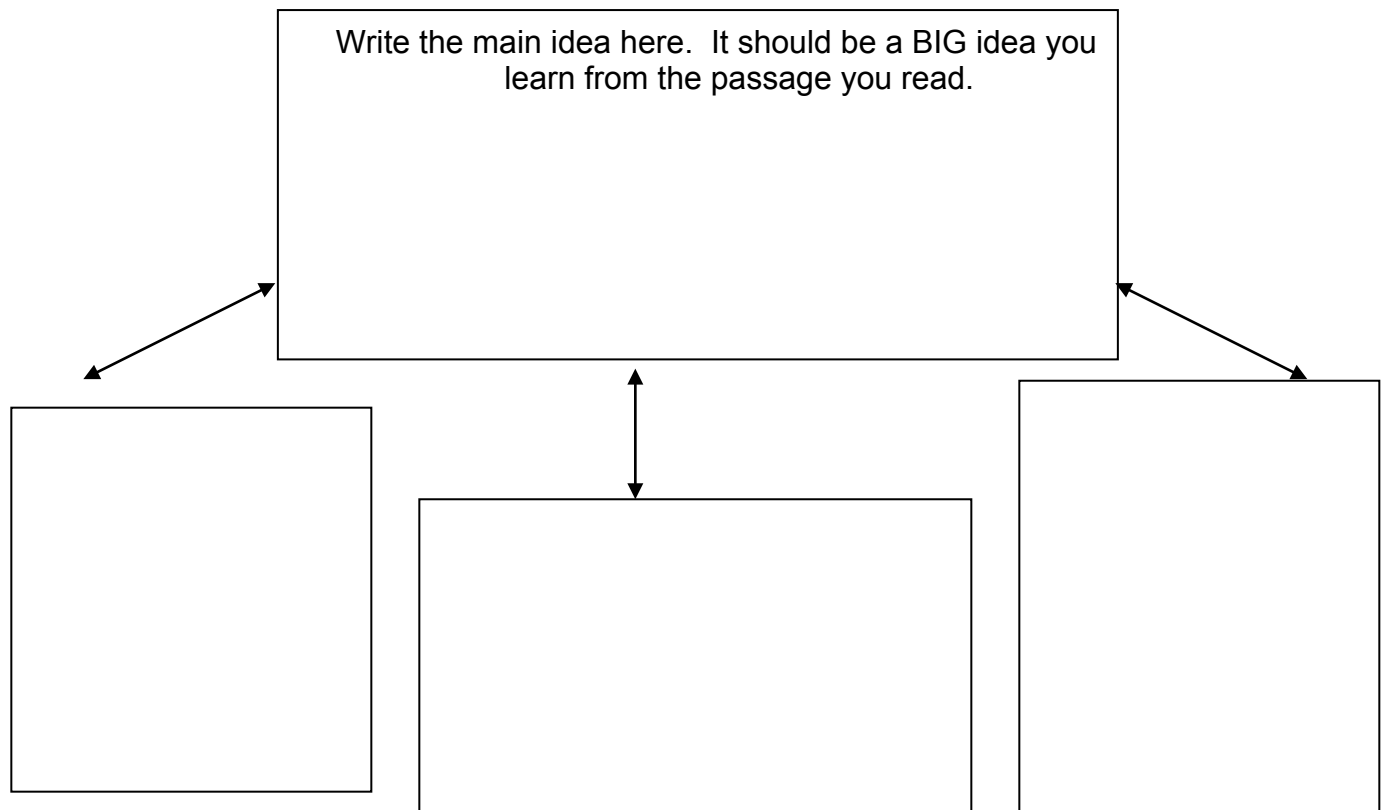 Write the main idea here.  It should be a BIG idea you
learn from the passage you read.